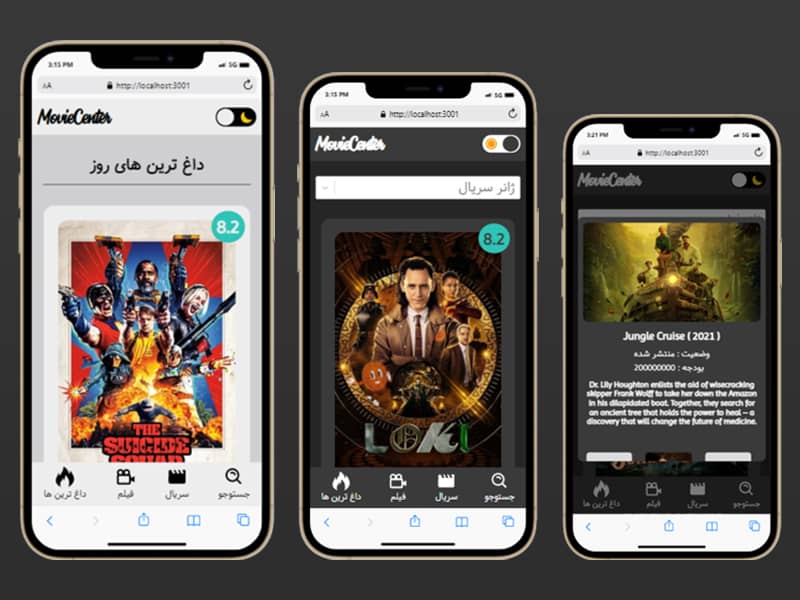 3:15 PM
5G
AA
http://localhost:3001
MovieCenter
داغ ترین های روز
8.2
THE
SUICIDE
SQUAD
داغ ترین ها
فیلم
سریال
جستوجو
3:15 PM
5G
AA
http://localhost:3001
MovieCenter
ژانر سریال
8.2
LOKI
داغ ترین ها
فیلم
سریال
جستوجو
3:21 PM
5G
AA
http://localhost:3001
MovieCenter
Jungle Cruise ( 2021 )
وضعیت : منتشر شده
بودجه : 200000000
Dr. Lily Houghton enlists the aid of wisecracking
skipper Frank Wolff to take her down the Amazon
in his dilapidated boat. Together, they search for
an ancient tree that holds the power to heal – a
discovery that will change the future of medicine.
داغ ترین ها
فیلم
سریال
جستوجو